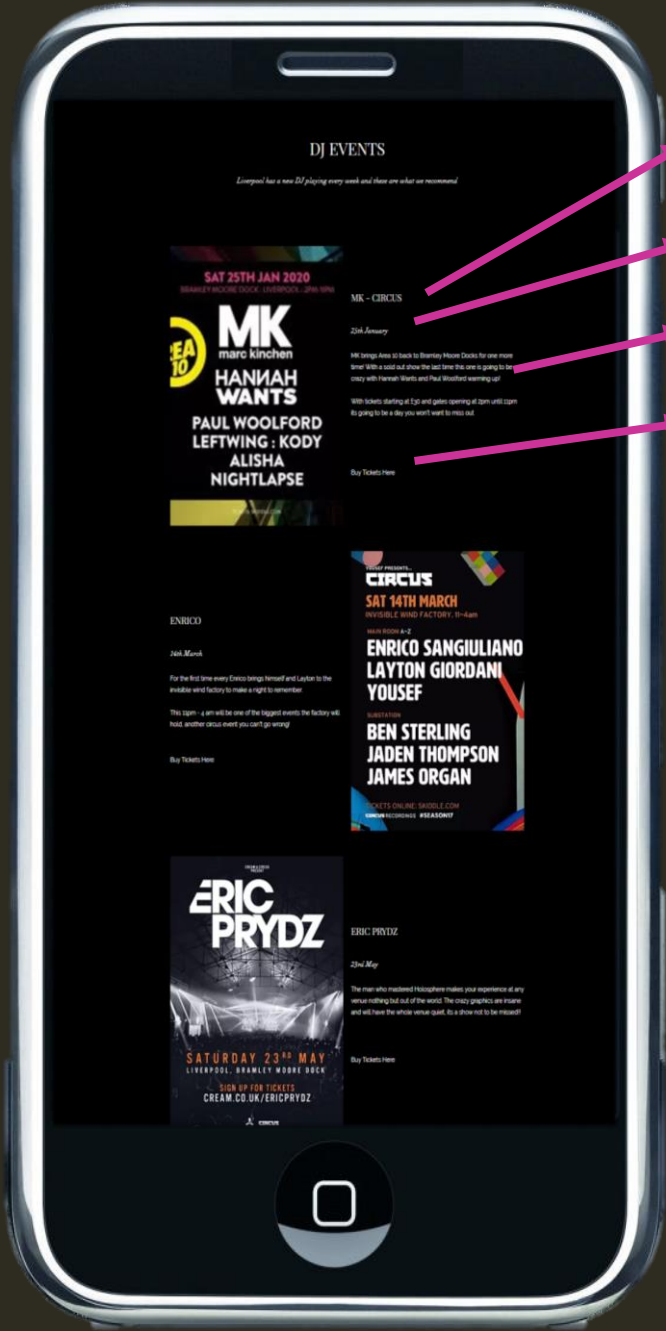 DJ EVENTS
Liverpool has a new DJ playing every week and these are what we recommend
SAT 25TH JAN 2020
BRAMLEY MOORE DOCK . LIVERPOOL . 2PM-11PM
AREA
10
MK
marc kinchen
HANNAH
WANTS
PAUL WOOLFORD
LEFTWING : KODY
ALISHA
NIGHTLAPSE
MK - CIRCUS
25th January
MK brings Area 10 back to Bramley Moore Docks for one more
time! With a sold out show the last time this one is going to be
crazy with Hannah Wants and Paul Woolford warming up!
With tickets starting at £30 and gates opening at 2pm until 11pm
its going to be a day you won't want to miss out
Buy Tickets Here
ENRICO
14th March
For the first time every Enrico brings himself and Layton to the
invisible wind factory to make a night to remember.
This 11pm - 4 am will be one of the biggest events the factory will
hold, another circus event you can't go wrong!
Buy Tickets Here
YOUSEF PRESENTS...
CIRCUS
SAT 14TH MARCH
INVISIBLE WIND FACTORY. 11-4am
MAIN ROOM A-Z
ENRICO SANGIULIANO
LAYTON GIORDANI
YOUSEF
SUBSTATION
BEN STERLING
JADEN THOMPSON
JAMES ORGAN
TICKETS ONLINE: SKIDDLE.COM
CIRCUS RECORDINGS #SEASON17
CREAM & CIRCUS
PRESENT
ERIC
PRYDZ
SATURDAY 23RD MAY
LIVERPOOL, BRAMLEY MOORE DOCK
SIGN UP FOR TICKETS
CREAM.CO.UK/ERICPRYDZ
CIRCUS
ERIC PRYDZ
23rd May
The man who mastered Holosphere makes your experience at any
venue nothing but out of the world. The crazy graphics are insane
and will have the whole venue quiet, its a show not to be missed!!
Buy Tickets Here